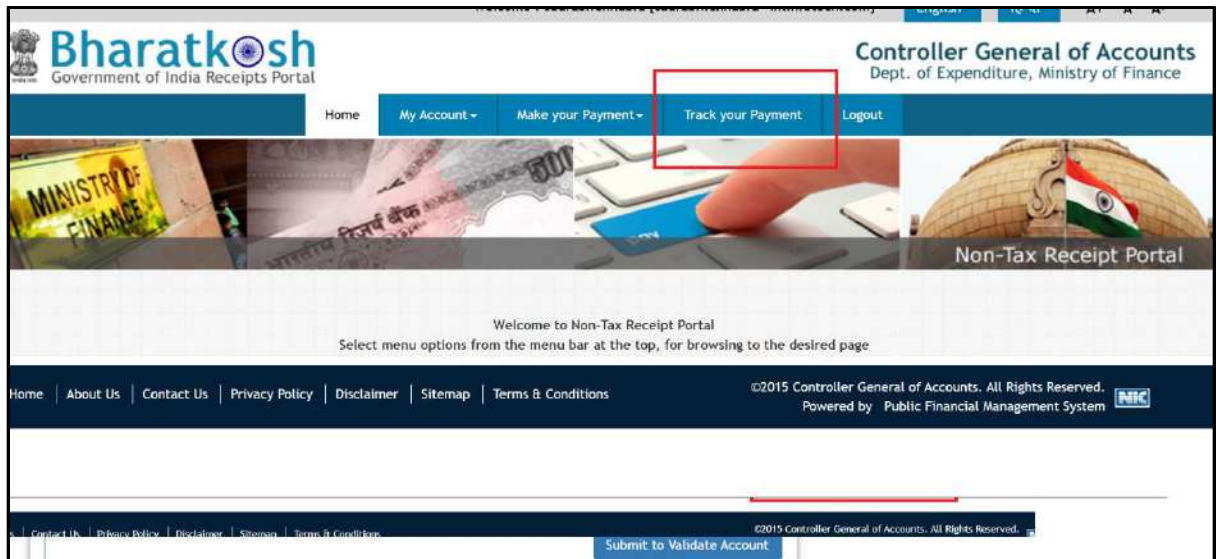 English
Bharatkosh
Government of India Receipts Portal
Controller General of Accounts
Dept. of Expenditure, Ministry of Finance
Home My Account Make your Payment Track your Payment Logout
MINISTRY OF
FINANCE
500
भारतीय रिज़र्व बैंक
PAY
Non-Tax Receipt Portal
Welcome to Non-Tax Receipt Portal
Select menu options from the menu bar at the top, for browsing to the desired page
Home | About Us | Contact Us | Privacy Policy | Disclaimer | Sitemap | Terms & Conditions
©2015 Controller General of Accounts. All Rights Reserved.
Powered by Public Financial Management System
NIC
Contact Us | Privacy Policy | Disclaimer | Sitemap | Terms & Conditions
©2015 Controller General of Accounts. All Rights Reserved.
Submit to Validate Account